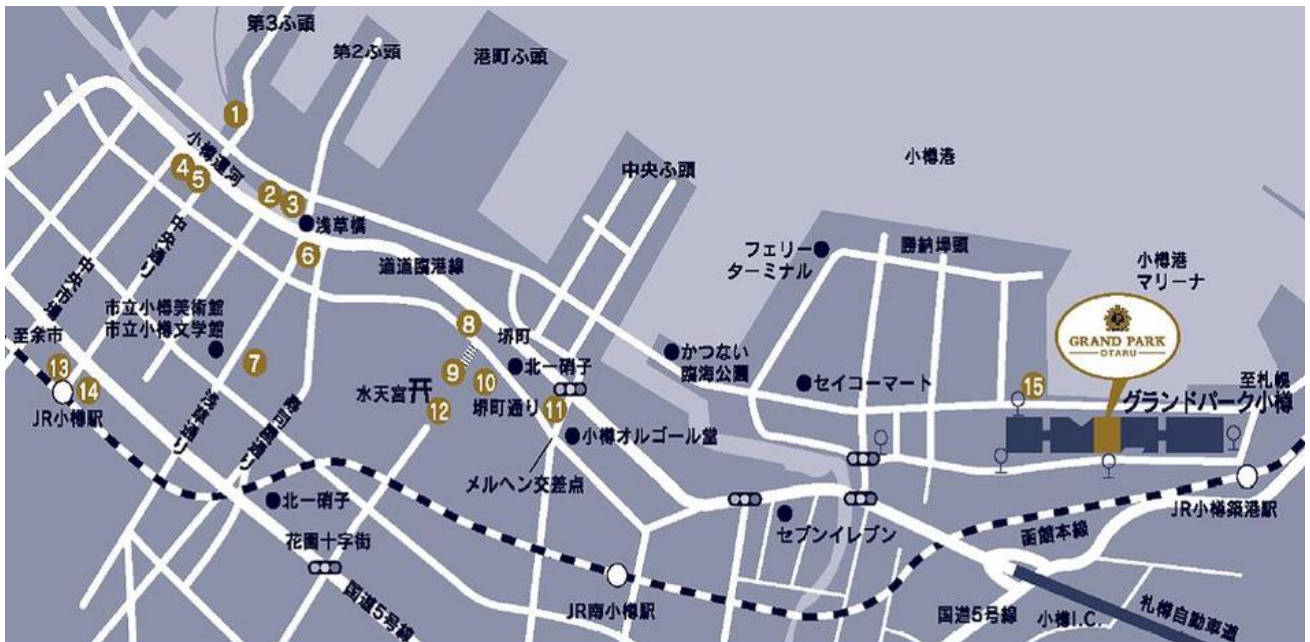 第3ふ頭
第2ふ頭
港町ふ頭
1
小樽運河
4
5
2
3
浅草橋
6
中央ふ頭
小樽港
フェリー
ターミナル
勝納埠頭
小樽港
マリーナ
中央通り
中央市場
道道臨港線
市立小樽美術館
市立小樽文学館
7
至余市
13
14
JR小樽駅
浅草通り
寿司屋通り
8
堺町
北一硝子
9
10
水天宮
12
堺町通り
11
小樽オルゴール堂
メルヘン交差点
かつない
臨海公園
セイコーマート
GRAND PARK
OTARU
15
至札幌
グランドパーク小樽
北一硝子
花園十字街
国道5号線
JR南小樽駅
セブンイレブン
函館本線
JR小樽築港駅
国道5号線
小樽I.C.
札樽自動車道